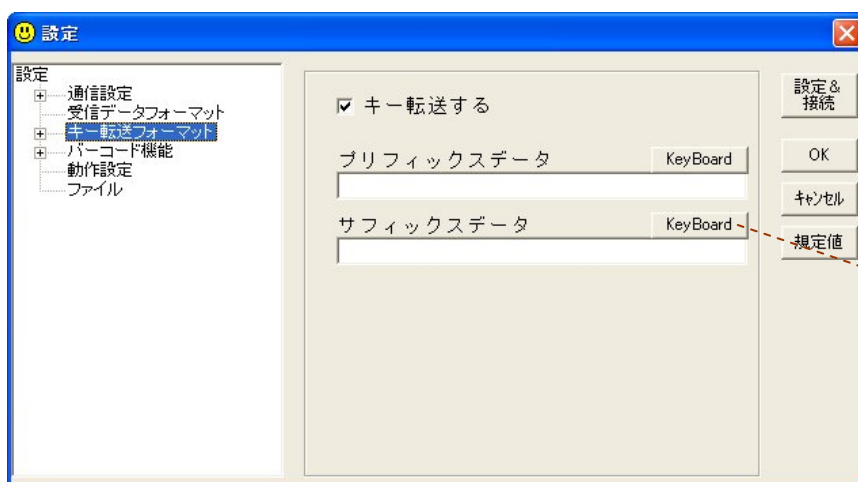 設定
設定
通信設定
受信データフォーマット
キー転送フォーマット
バーコード機能
動作設定
ファイル
キー転送する
プリフィックスデータ KeyBoard
サフィックスデータ KeyBoard
設定&
接続
OK
キャンセル
規定値